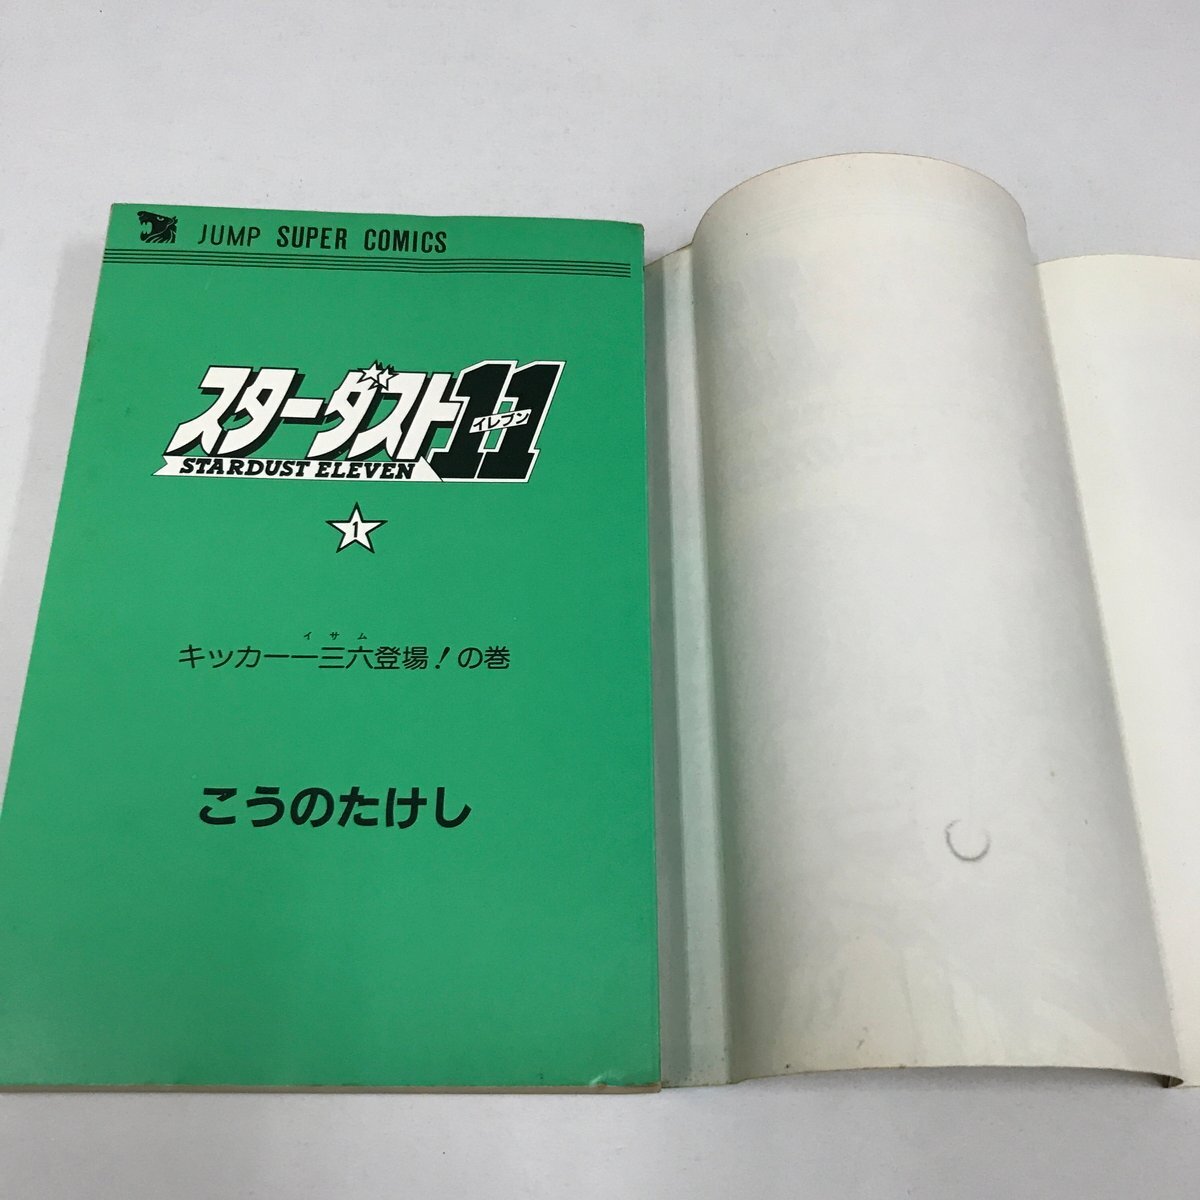 JUMP SUPER COMICS
スターダスト11
イレブン
STARDUST ELEVEN
1
イサム
キッカー一三六登場!の巻
こうのたけし